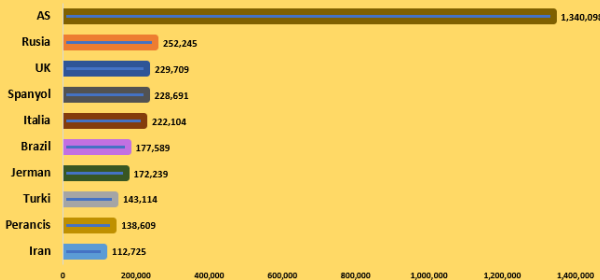 AS 1,340,098
Rusia 252,245
UK 229,709
Spanyol 228,691
Italia 222,104
Brazil 177,589
Jerman 172,239
Turki 143,114
Perancis 138,609
Iran 112,725
0 200,000 400,000 600,000 800,000 1,000,000 1,200,000 1,400,000